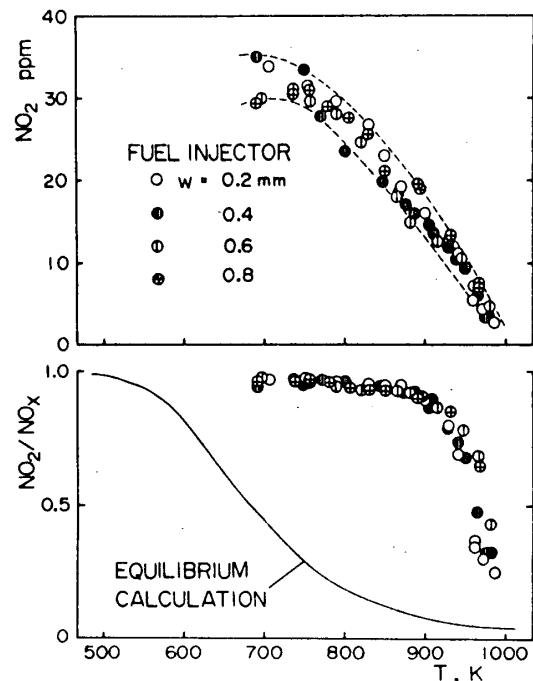 40
NO₂ ppm
30
20
10
0
FUEL INJECTOR
W = 0.2 mm
0.4
0.6
0.8
1.0
NO₂/NOₓ
0.5
0
EQUILIBRIUM
CALCULATION
500 600 700 800 900 1000
T, K